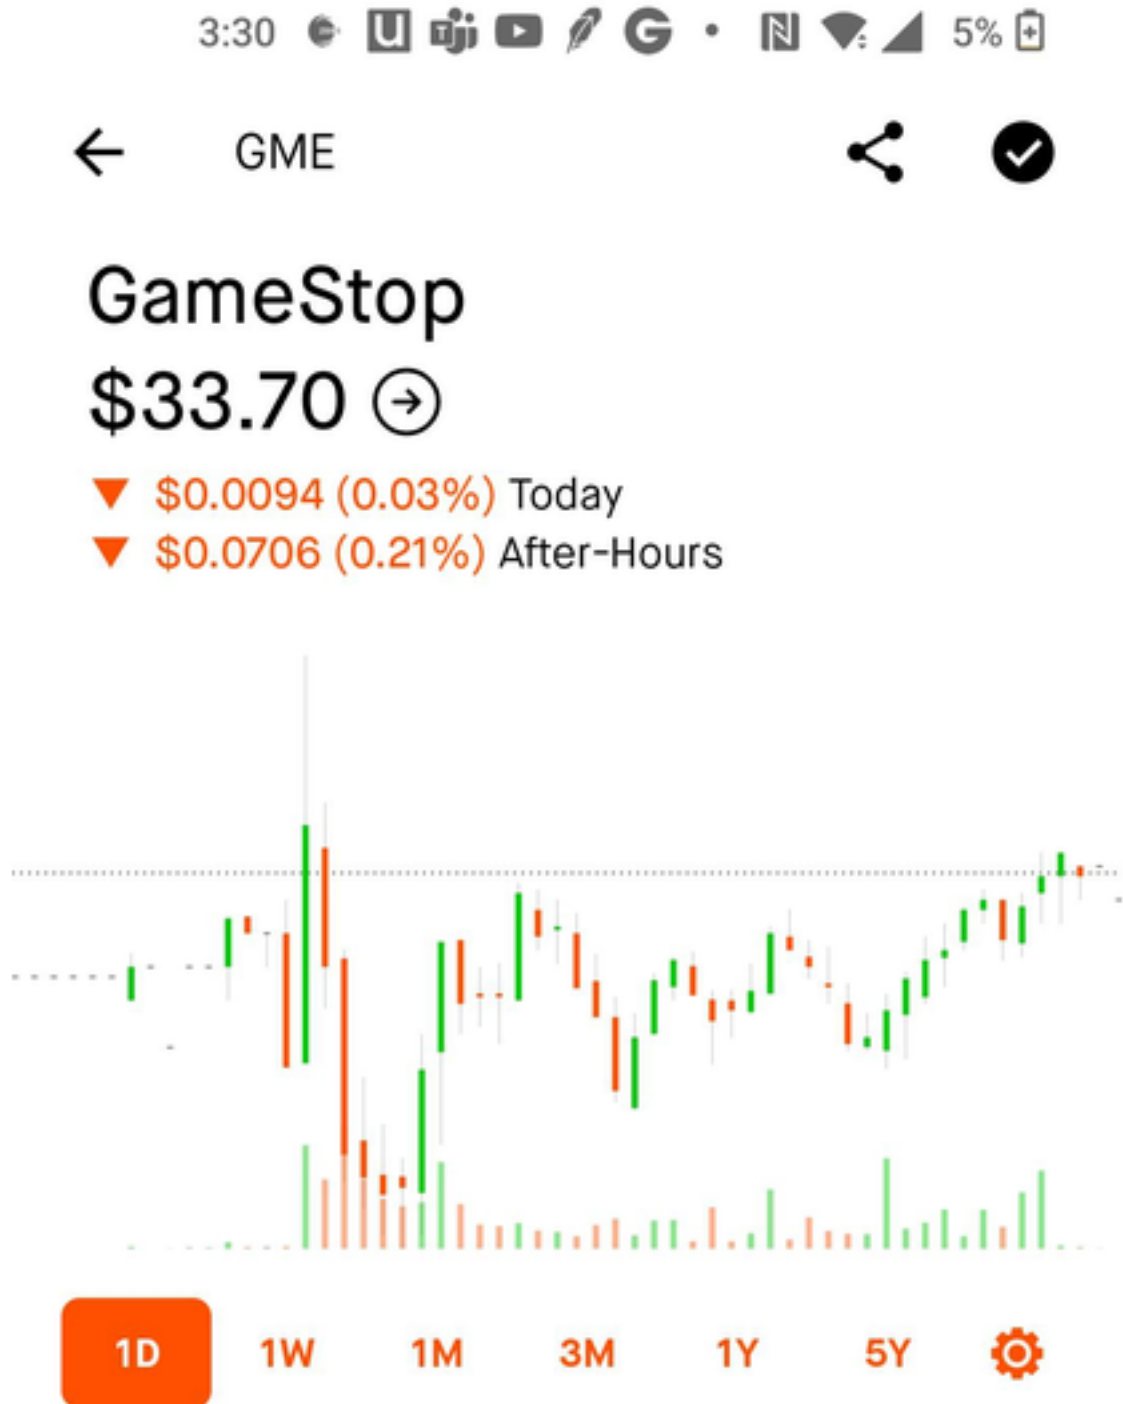 3:30 5%
GME
GameStop
$33.70
▼ $0.0094 (0.03%) Today
▼ $0.0706 (0.21%) After-Hours
1D 1W 1M 3M 1Y 5Y